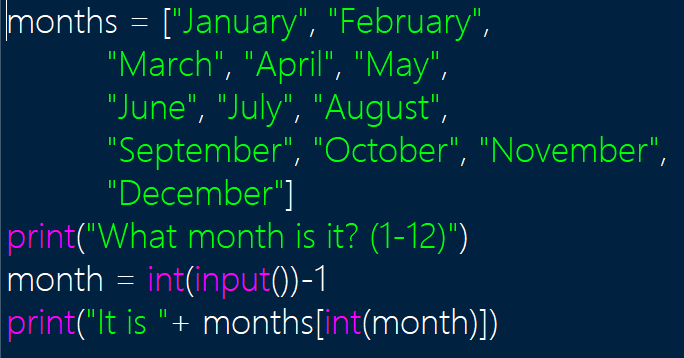 months = ["January", "February",
"March", "April", "May",
"June", "July", "August",
"September", "October", "November",
"December"]
print("What month is it? (1-12)")
month = int(input())-1
print("It is "+ months[int(month)])